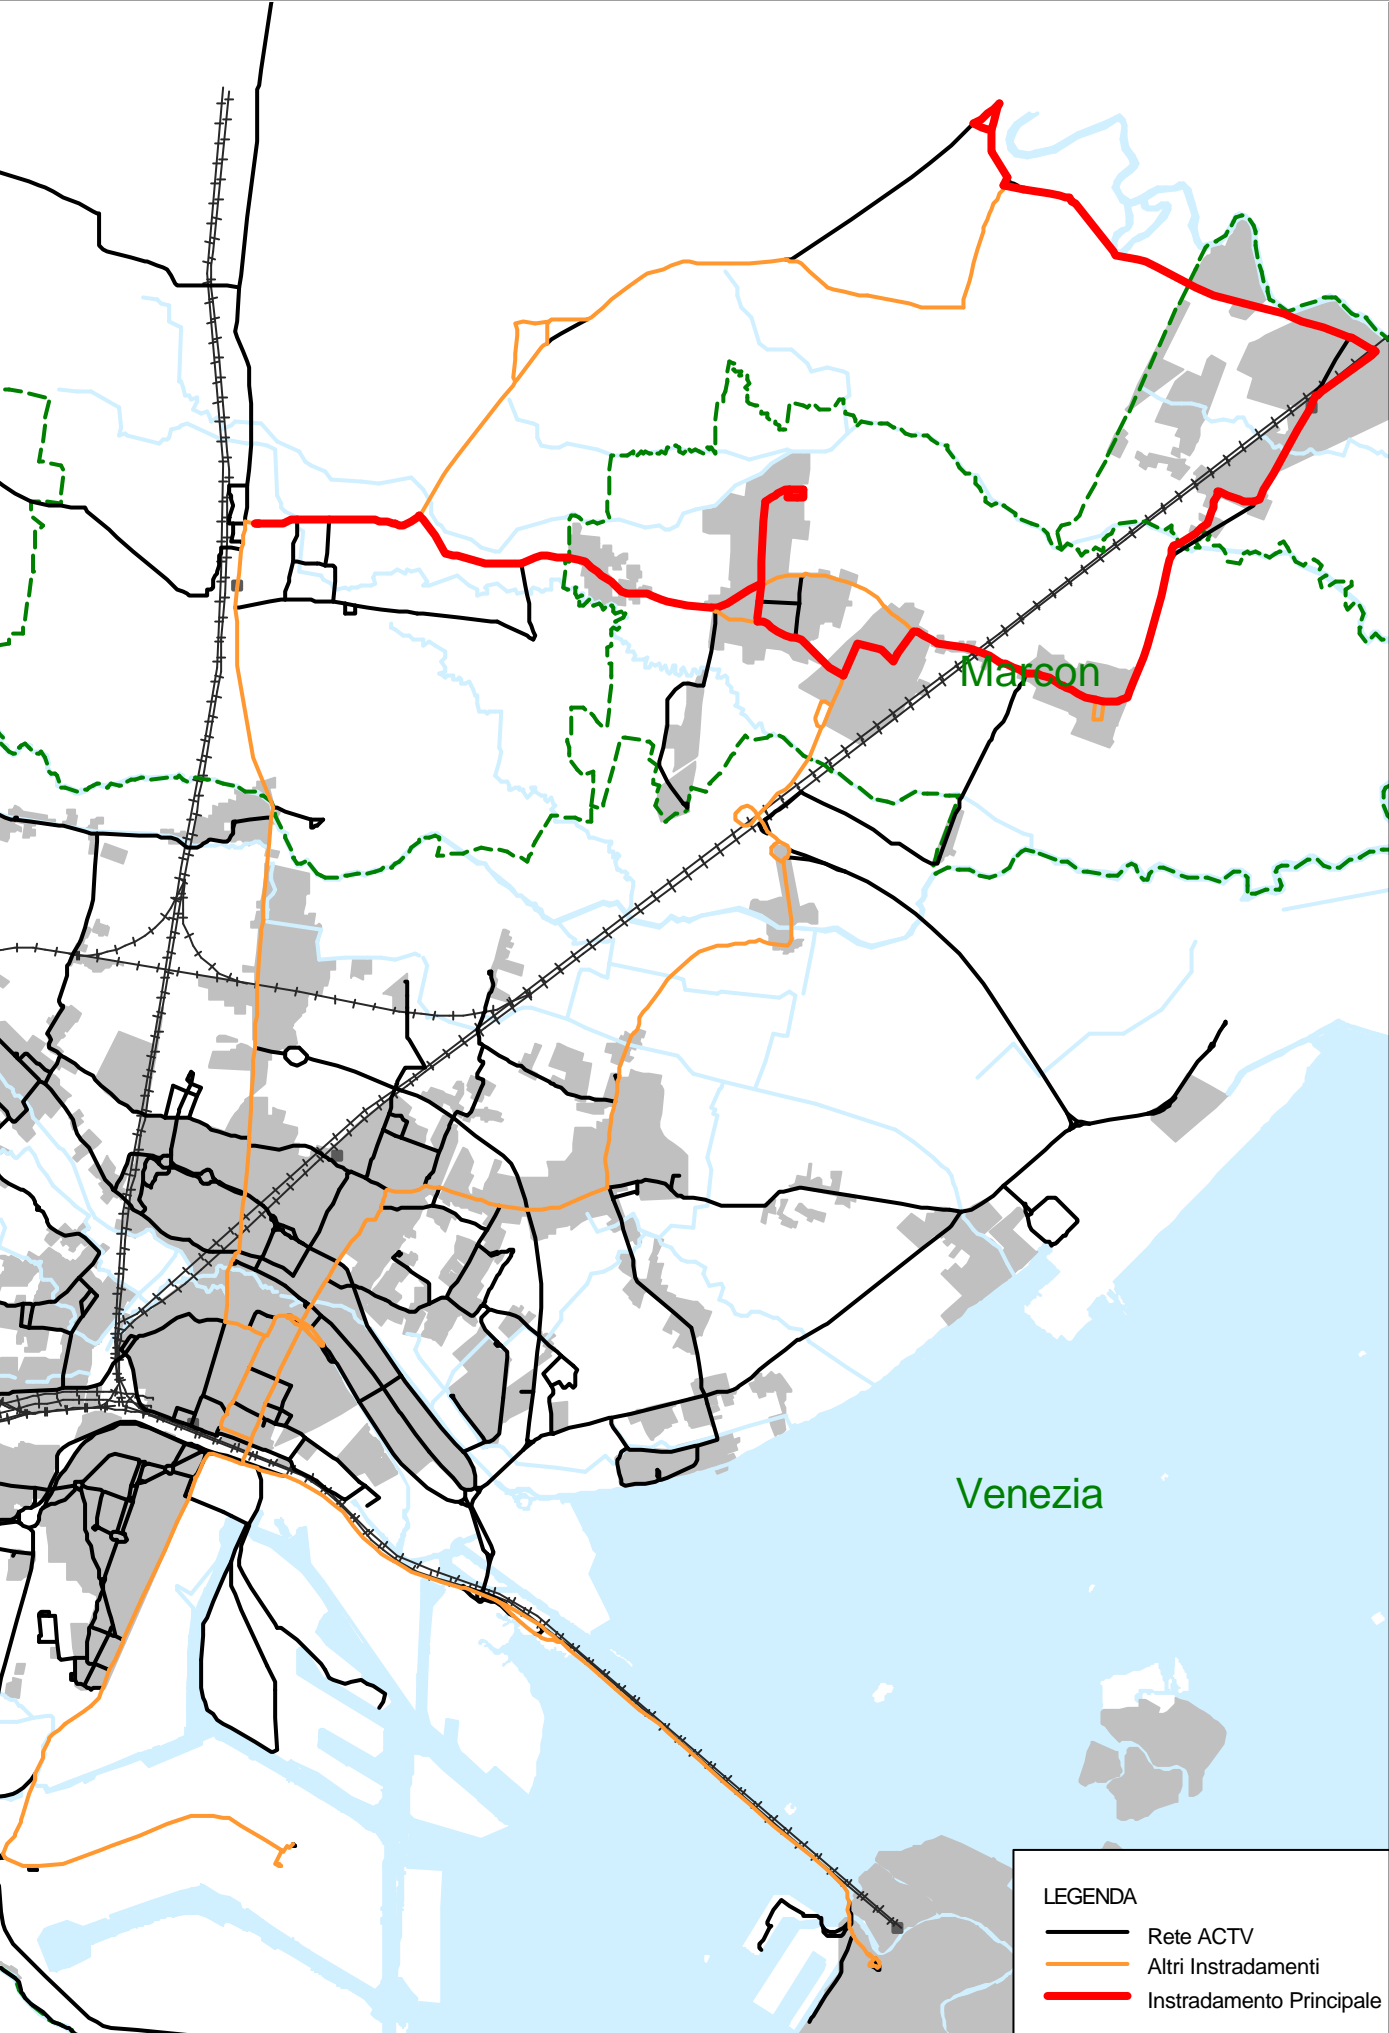 Marcon
Venezia
LEGENDA
Rete ACTV
Altri Instradamenti
Instradamento Principale